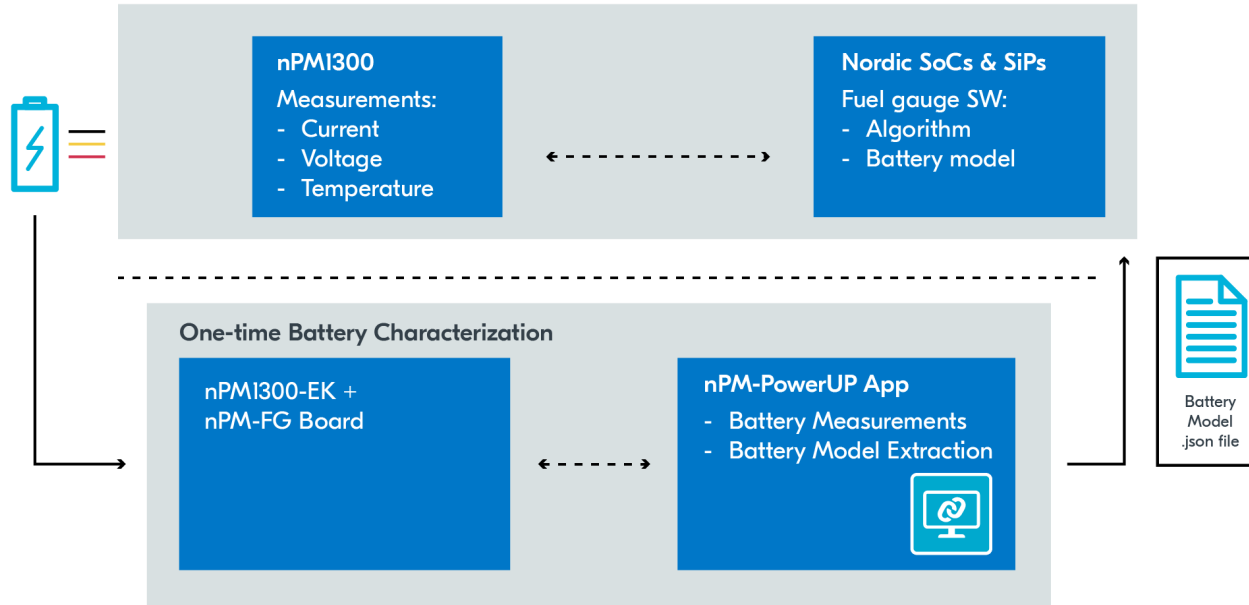 nPM1300
Measurements:
- Current
- Voltage
- Temperature
Nordic SoCs & SiPs
Fuel gauge SW:
- Algorithm
- Battery model
One-time Battery Characterization
nPM1300-EK +
nPM-FG Board
nPM-PowerUP App
- Battery Measurements
- Battery Model Extraction
Battery
Model
.json file